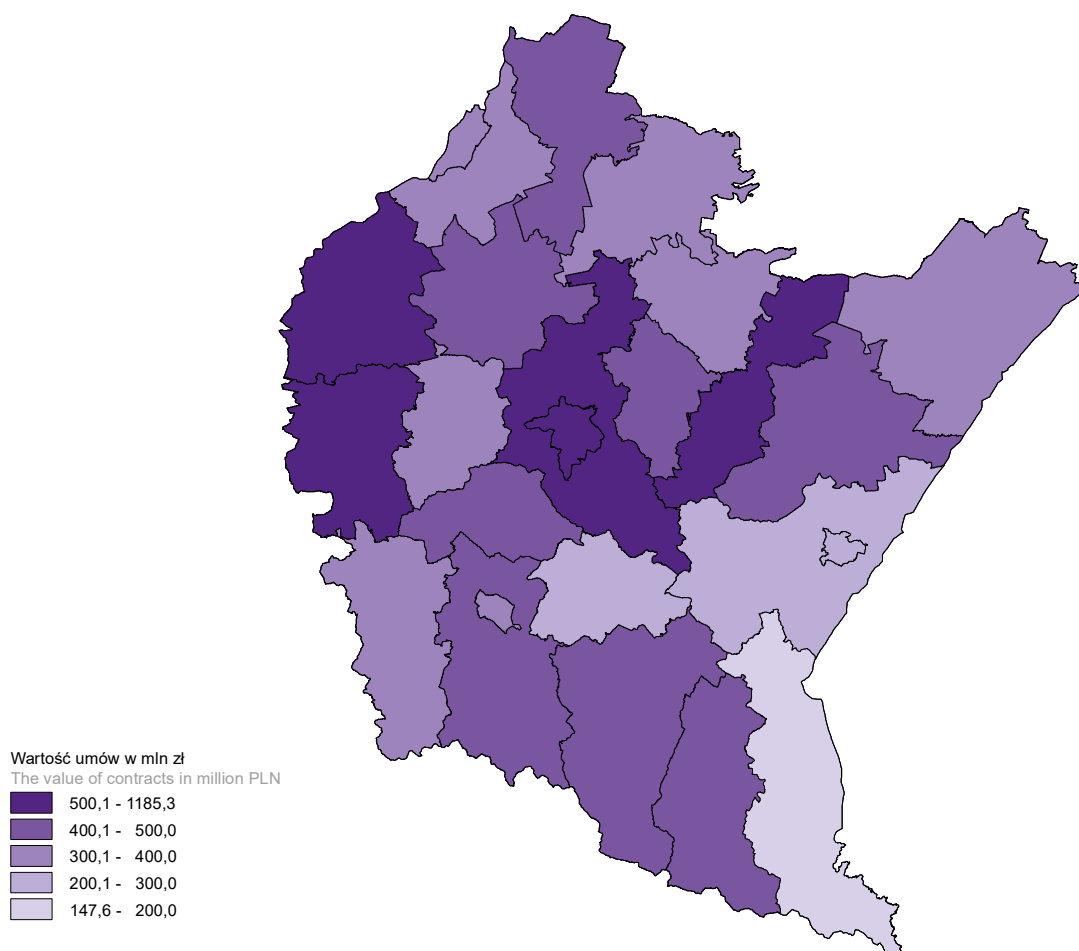 Wartość umów w mln zł
The value of contracts in million PLN
500,1 - 1185,3
400,1 - 500,0
300,1 - 400,0
200,1 - 300,0
147,6 - 200,0